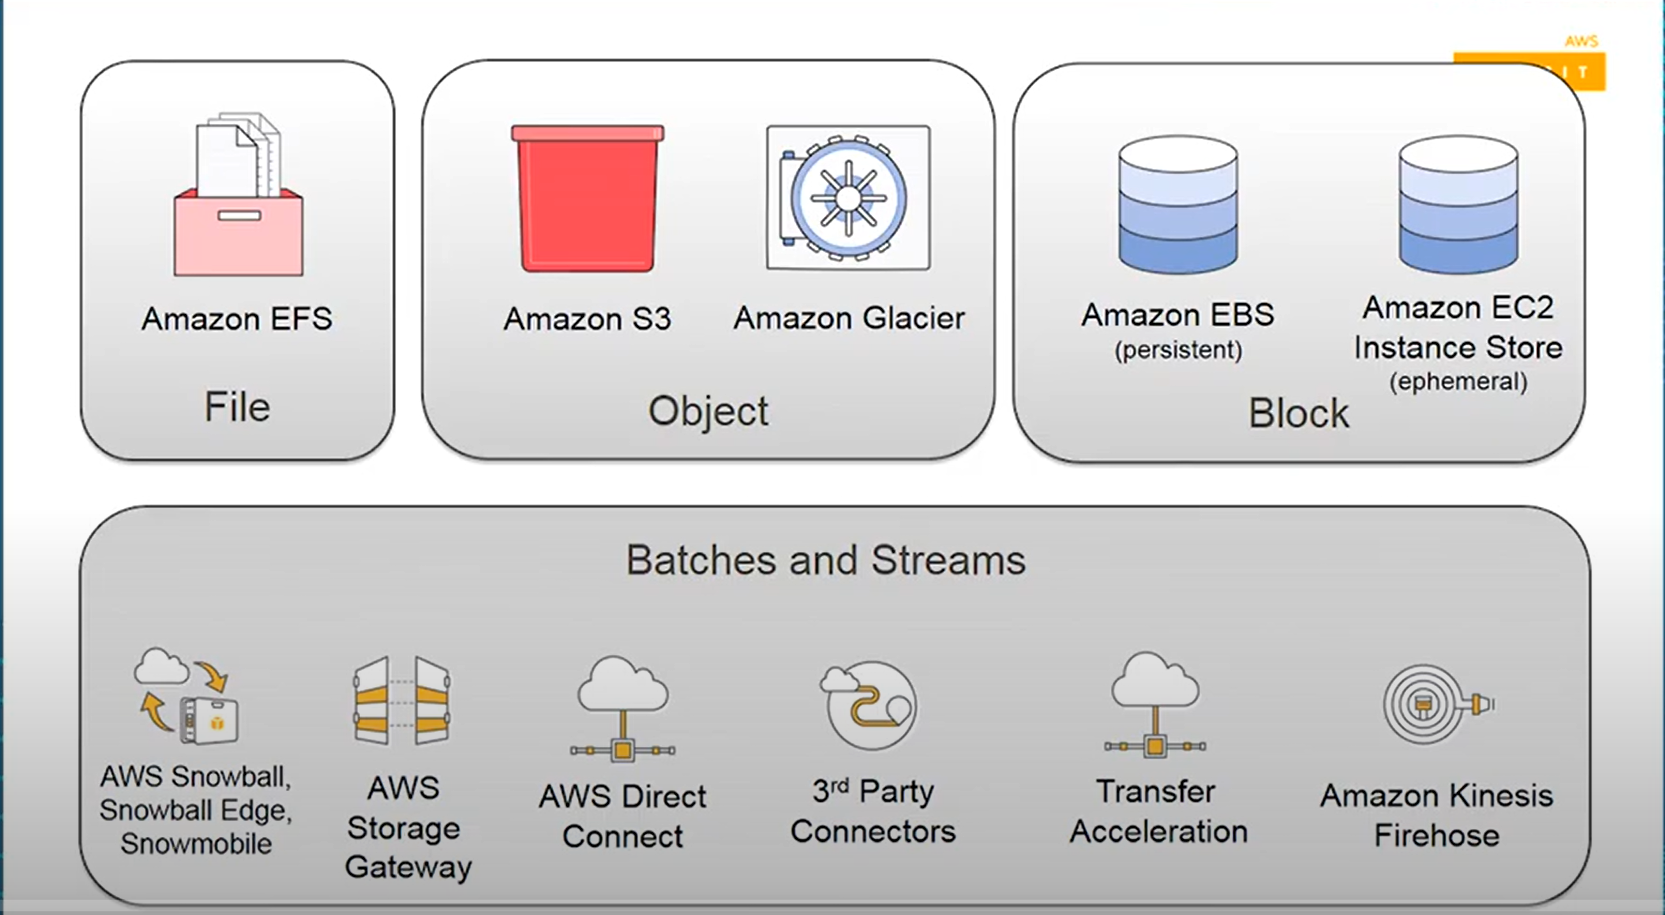 AWS
I T
Amazon EFS
File
Amazon S3
Amazon Glacier
Object
Amazon EBS
(persistent)
Amazon EC2
Instance Store
(ephemeral)
Block
Batches and Streams
AWS Snowball,
Snowball Edge,
Snowmobile
AWS
Storage
Gateway
AWS Direct
Connect
3rd Party
Connectors
Transfer
Acceleration
Amazon Kinesis
Firehose